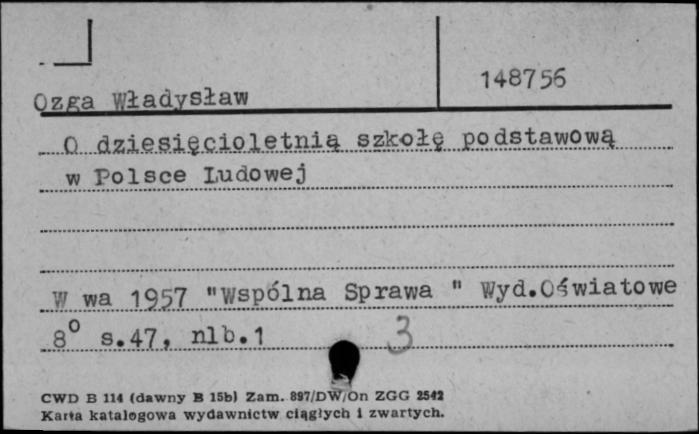 148756
Ozga Władysław
O dziesięcioletnią szkołę podstawową
w Polsce Ludowej
W wa 1957 "Wspólna Sprawa " Wyd.Oświatowe
8° s.47, nlb.1 3
CWD B 114 (dawny B 15b) Zam. 897/DW/On ZGG 2542
Karta katalogowa wydawnictw ciągłych i zwartych.